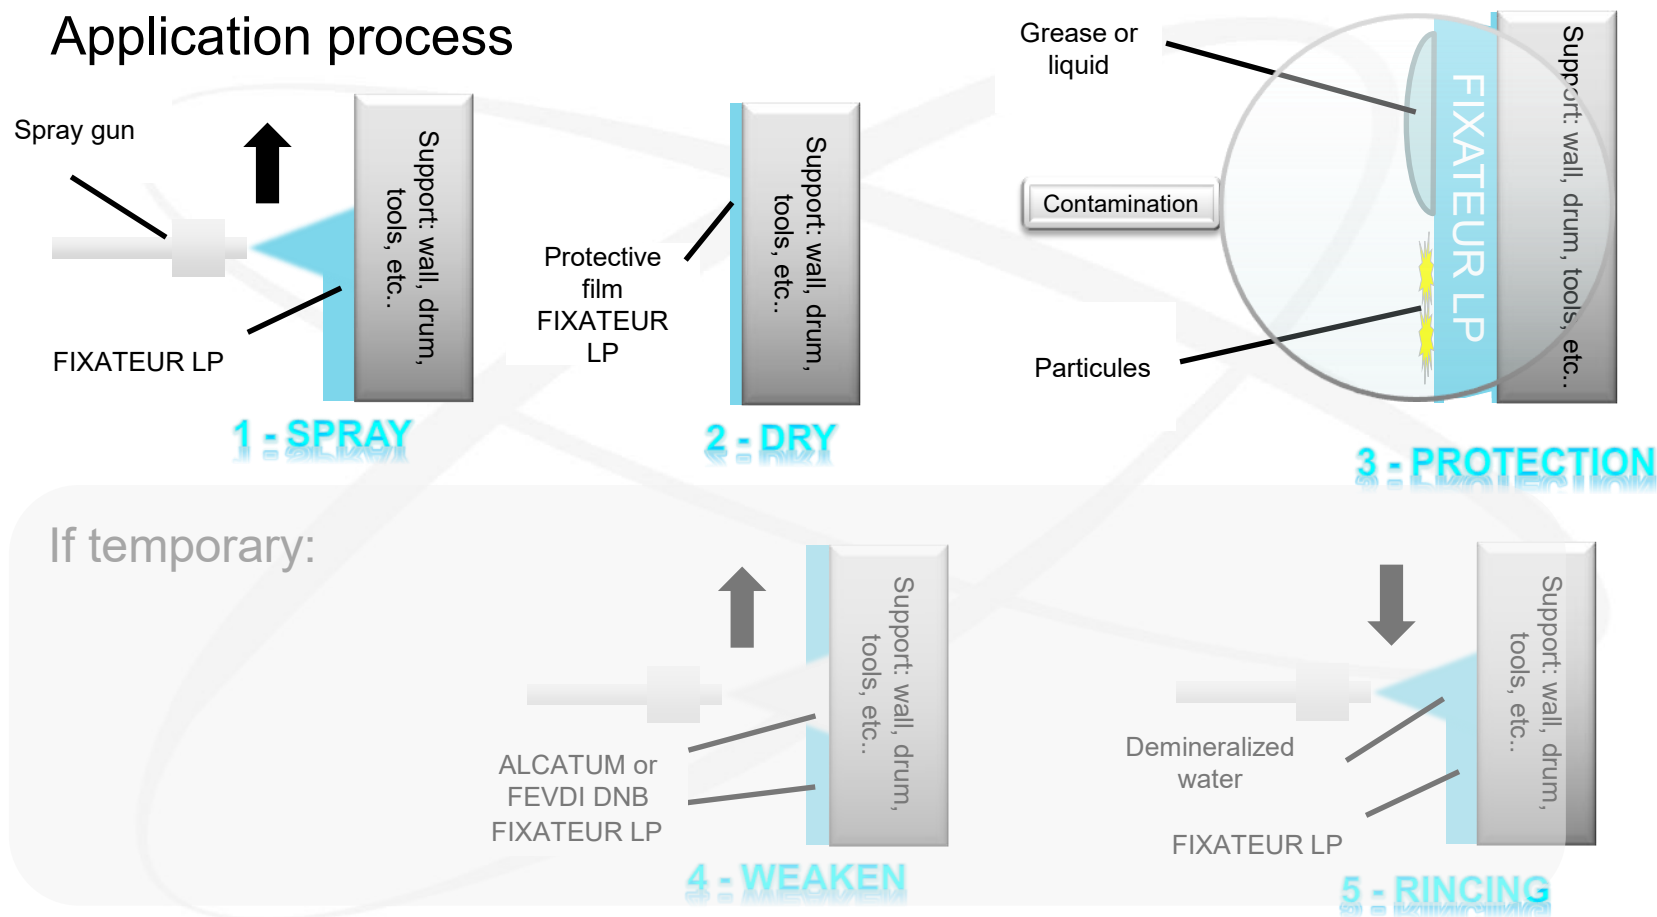 Application process
Spray gun
FIXATEUR LP
Support: wall, drum,
tools, etc..
1 - SPRAY
Protective
film
FIXATEUR
LP
Support: wall, drum,
tools, etc..
2 - DRY
Grease or
liquid
Contamination
Particules
FIXATEUR LP
Support: wall, drum, tools, etc..
3 - PROTECTION
If temporary:
ALCATUM or
FEVDI DNB
FIXATEUR LP
Support: wall, drum,
tools, etc..
4 - WEAKEN
Demineralized
water
FIXATEUR LP
Support: wall, drum,
tools, etc..
5 - RINCING